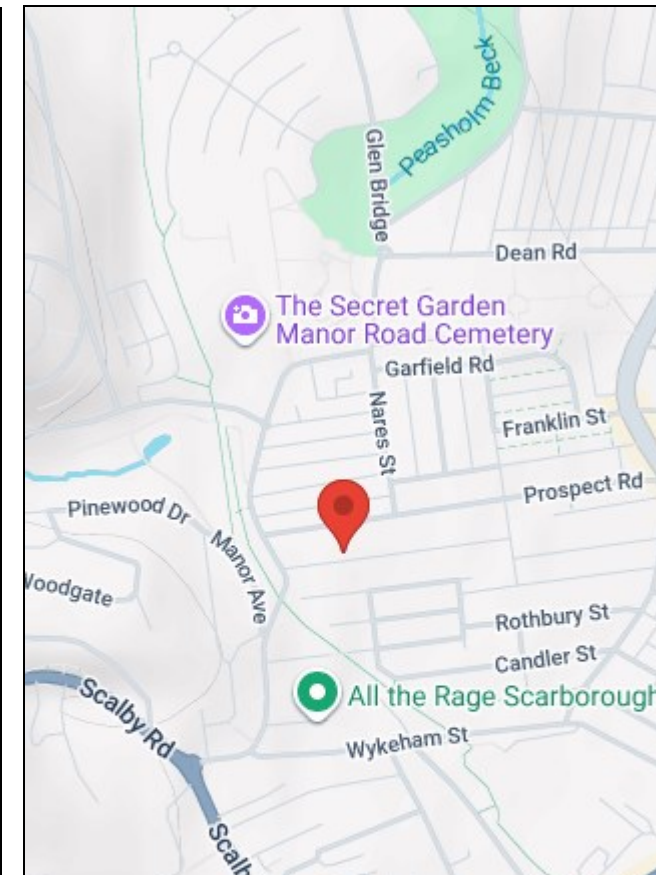 Peasholm Beck
Glen Bridge
Dean Rd
The Secret Garden
Manor Road Cemetery
Garfield Rd
Nares St
Franklin St
Prospect Rd
Pinewood Dr
Manor Ave
Woodgate
Rothbury St
Candler St
Scalby Rd
All the Rage Scarborough
Wykeham St
Scalb